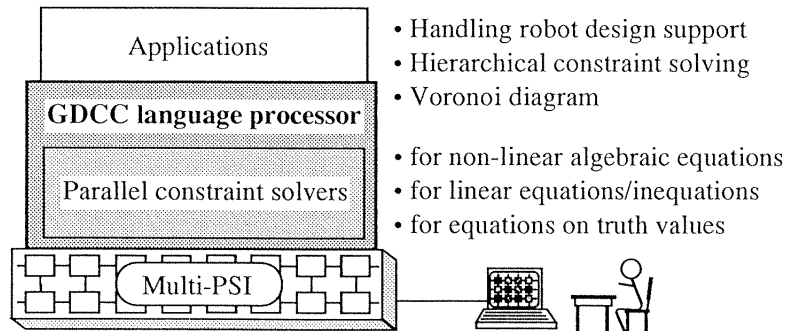 Applications
• Handling robot design support
• Hierarchical constraint solving
• Voronoi diagram
GDCC language processor
Parallel constraint solvers
• for non-linear algebraic equations
• for linear equations/inequations
• for equations on truth values
Multi-PSI